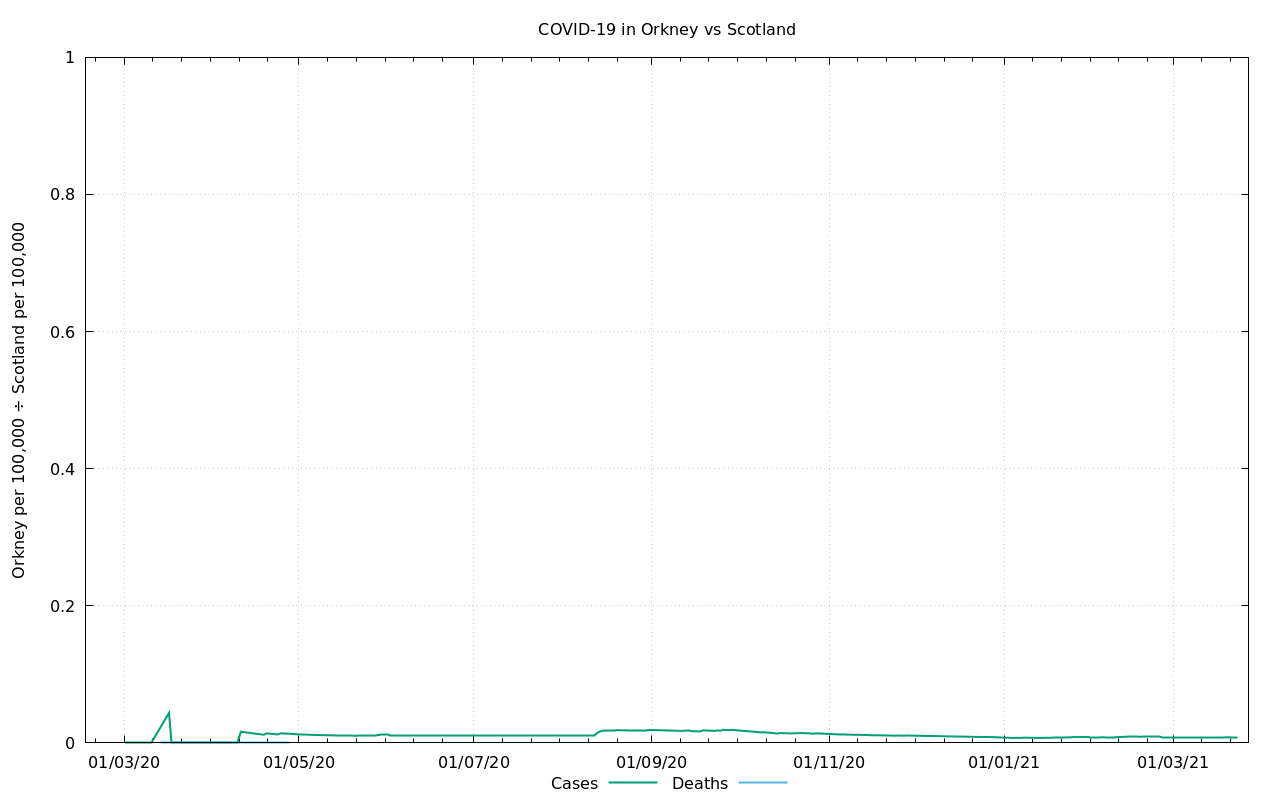 COVID-19 in Orkney vs Scotland
Orkney per 100,000 ÷ Scotland per 100,000
1
0.8
0.6
0.4
0.2
0
01/03/20 01/05/20 01/07/20 01/09/20 01/11/20 01/01/21 01/03/21
Cases Deaths